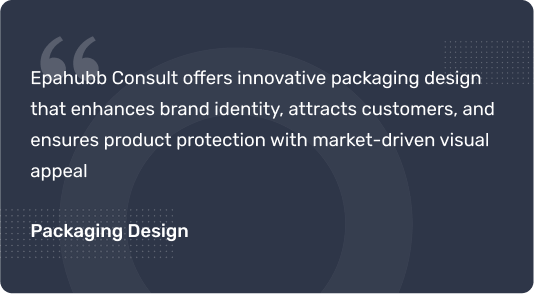 Epahubb Consult offers innovative packaging design
that enhances brand identity, attracts customers, and
ensures product protection with market-driven visual
appeal
Packaging Design